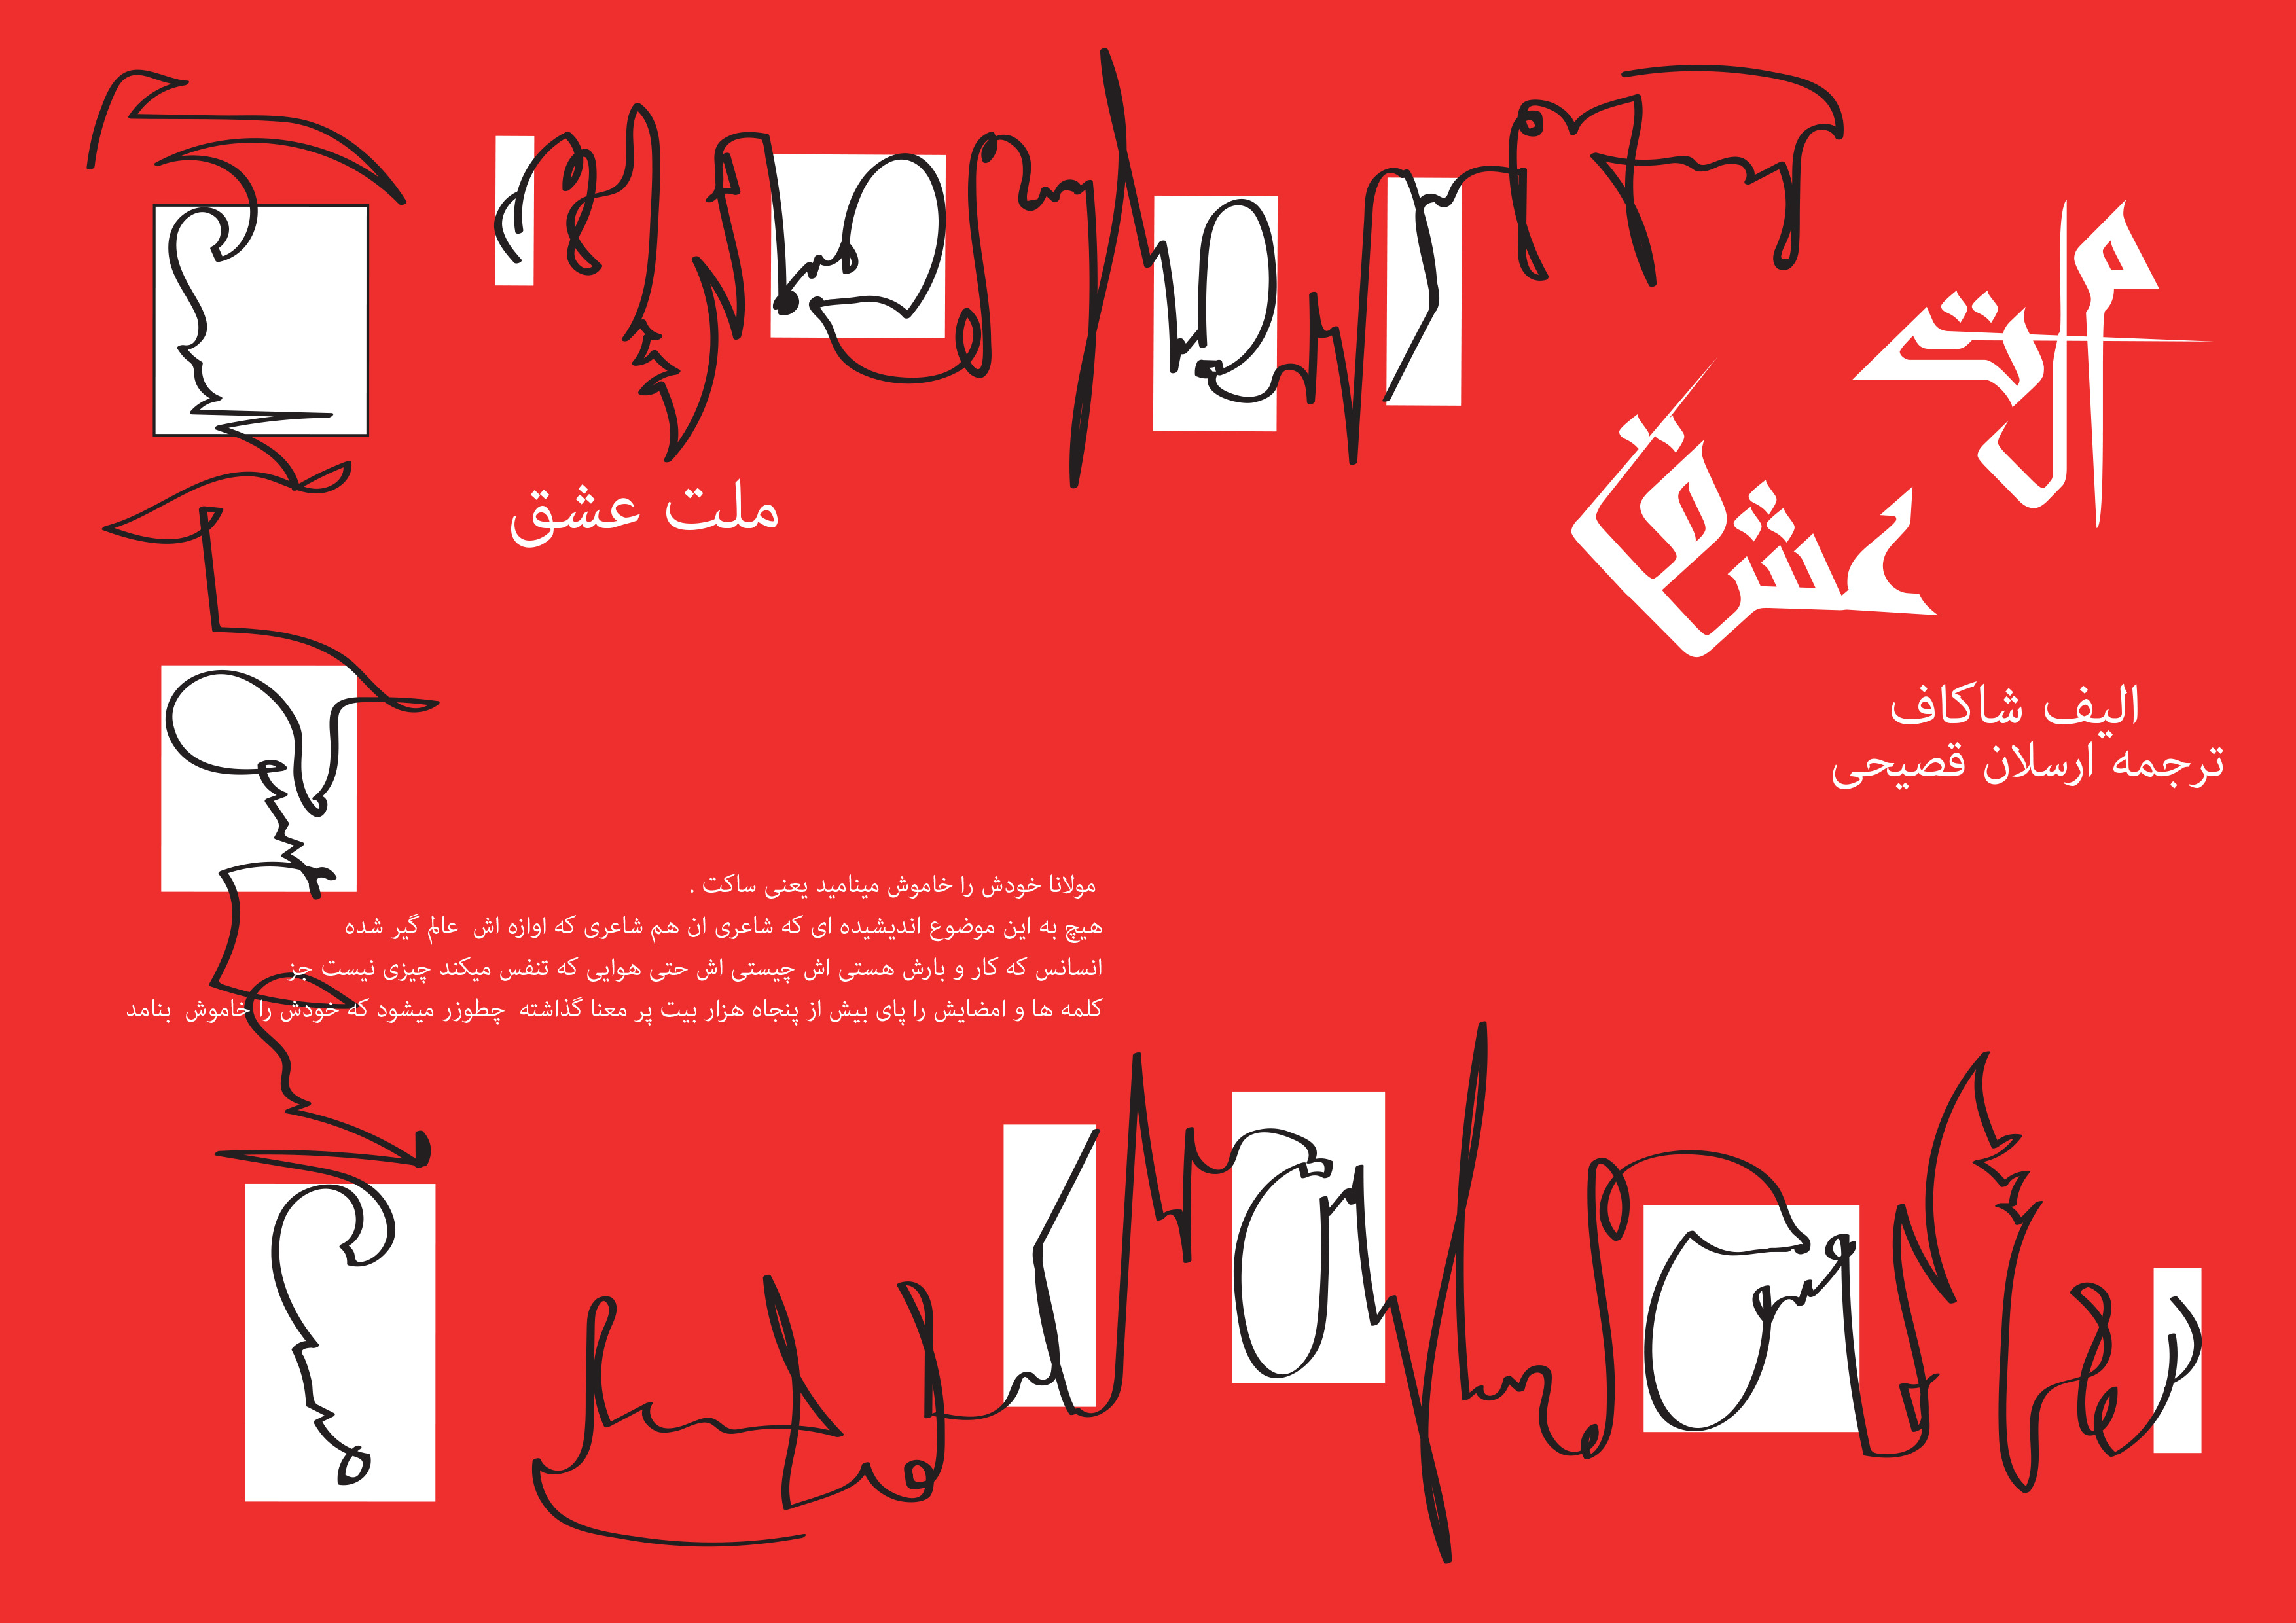 ملت
عشق
الیف شاکاف
ترجمه ارسلان قصیحی
ملت عشق
مولانا خودش را خاموش مینامید یعنی ساکت .
هیچ به این موضوع اندیشیده ای که شاعری ان هم شاعری که اوازه اش عالم گیر شده
انسانس که کار و بارش هستی اش چیستی اش حتی هوایی که تنفس میکند چیزی نیست جز
کلمه ها و امضایش را پای بیش از پنجاه هزار بیت پر معنا گذاشته چطوزر میشود که خودش را خاموش بنامد